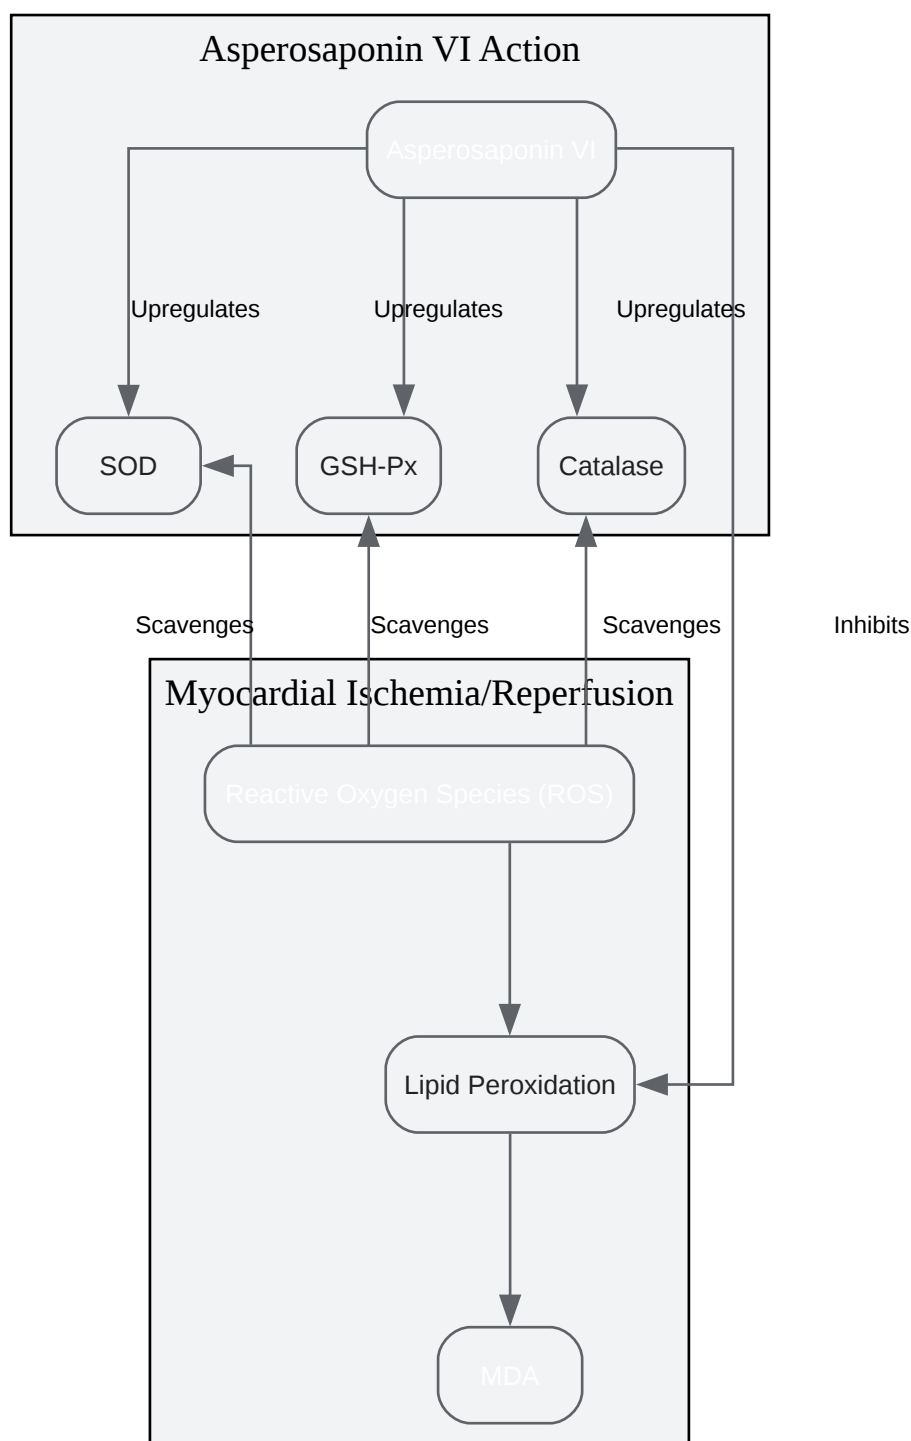 Asperosaponin VI Action
Asperosaponin VI
Upregulates
Upregulates
Upregulates
SOD
GSH-Px
Catalase
Scavenges
Scavenges
Scavenges
Inhibits
Myocardial Ischemia/Reperfusion
Reactive Oxygen Species (ROS)
Lipid Peroxidation
MDA